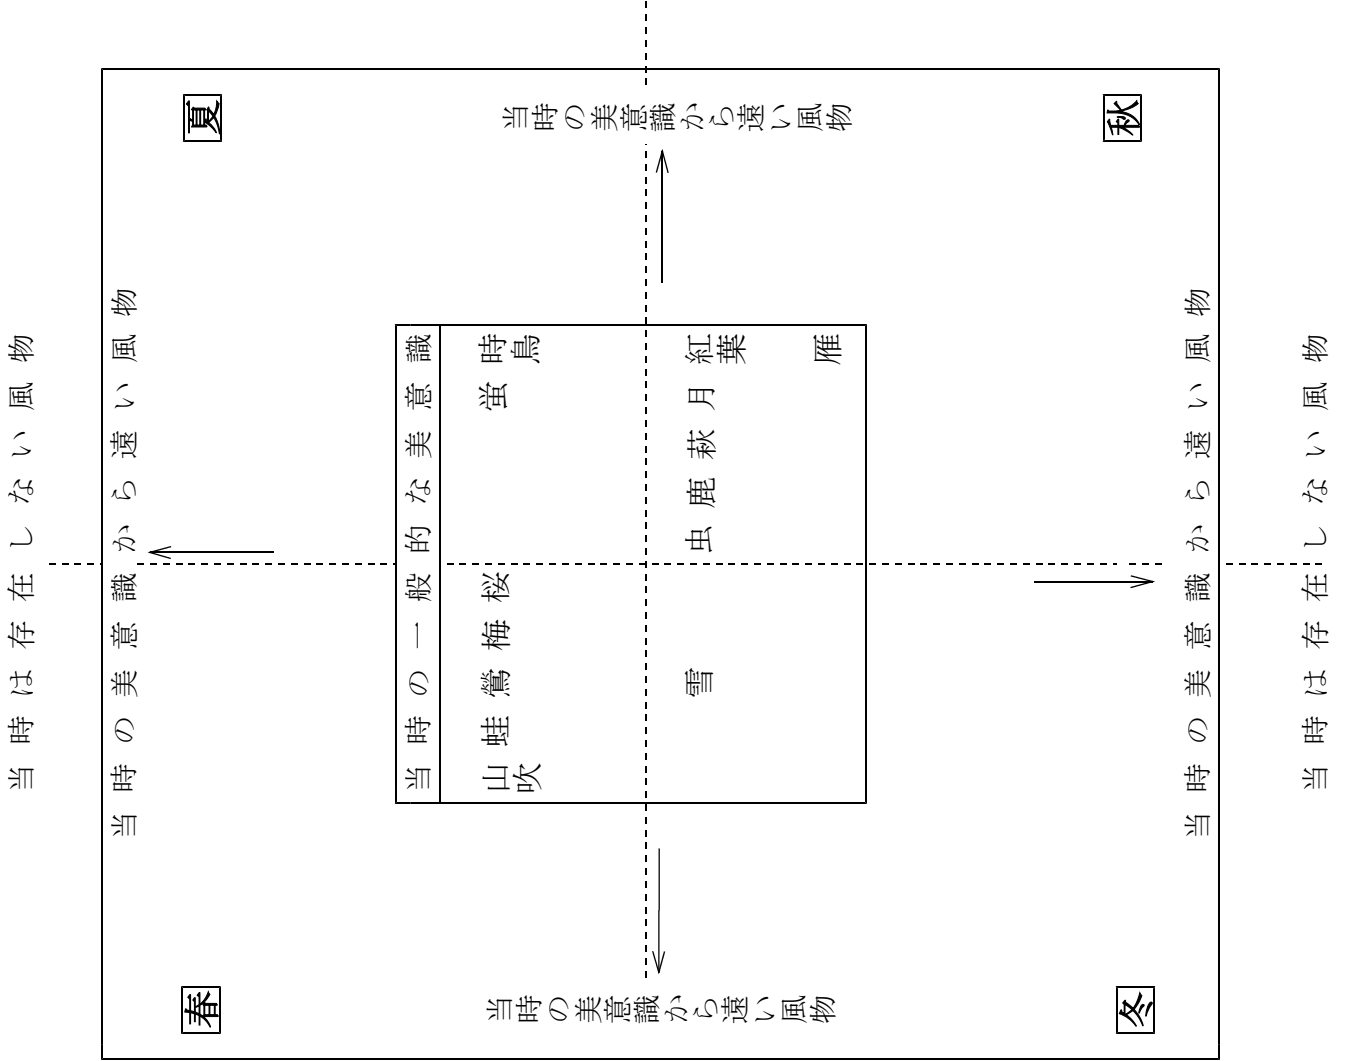 当時は存在しない風物
当時の美意識から遠い風物
春
夏
当時の美意識から遠い風物
当時の一般的な美意識
山吹
蛙
鶯
梅
桜
蛍
時鳥
雪
虫
鹿
萩
月
紅葉
雁
当時の美意識から遠い風物
冬
秋
当時の美意識から遠い風物
当時は存在しない風物